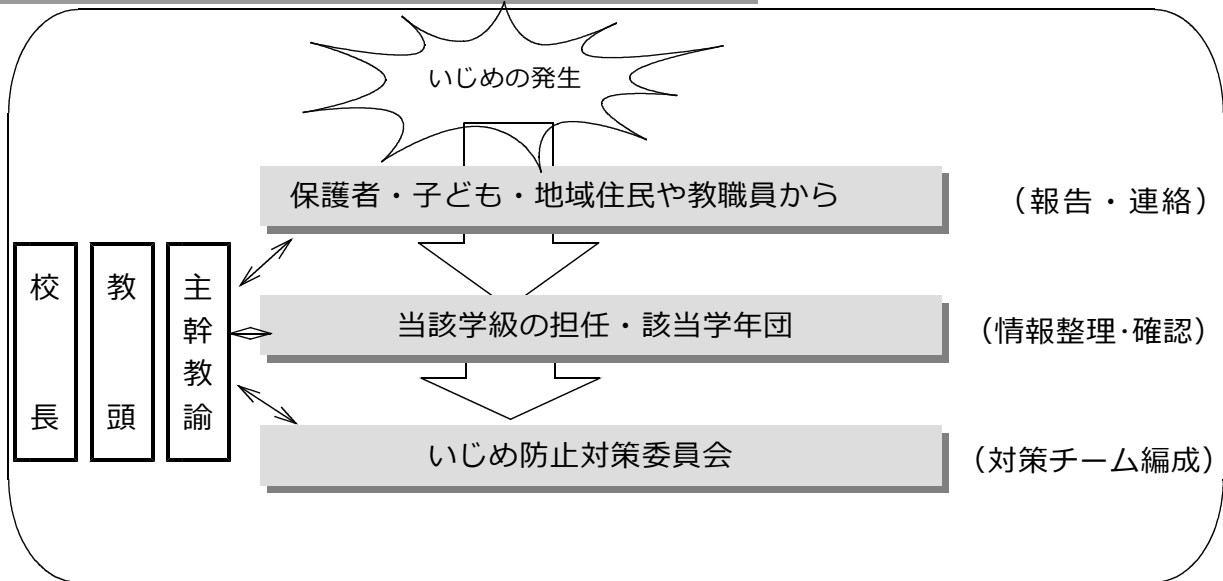 いじめの発生
保護者・子ども・地域住民や教職員から
（報告・連絡）
校長
教頭
主幹教諭
当該学級の担任・該当学年団
（情報整理・確認）
いじめ防止対策委員会
（対策チーム編成）